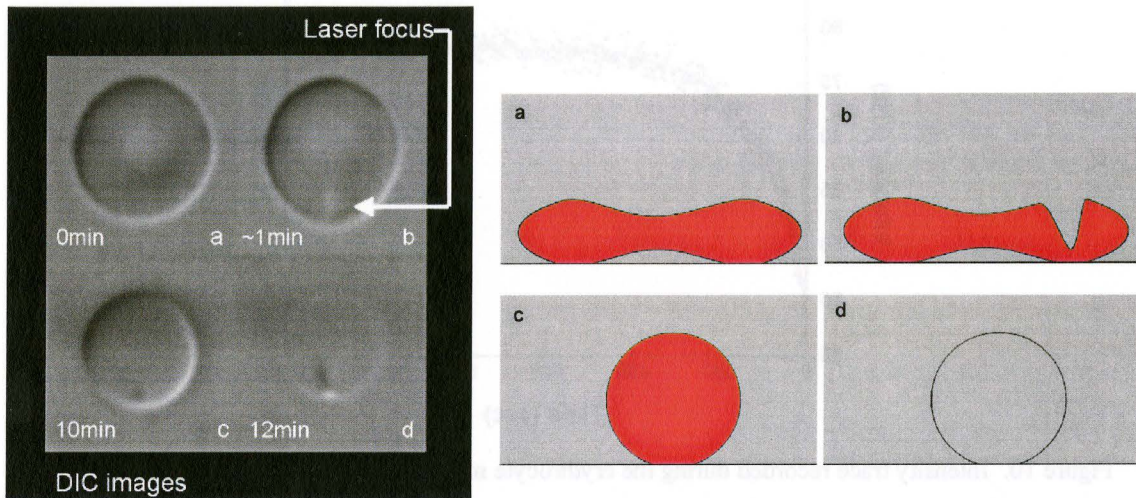 Laser focus
0min a ~1min b
10min c 12min d
DIC images
a b
c d